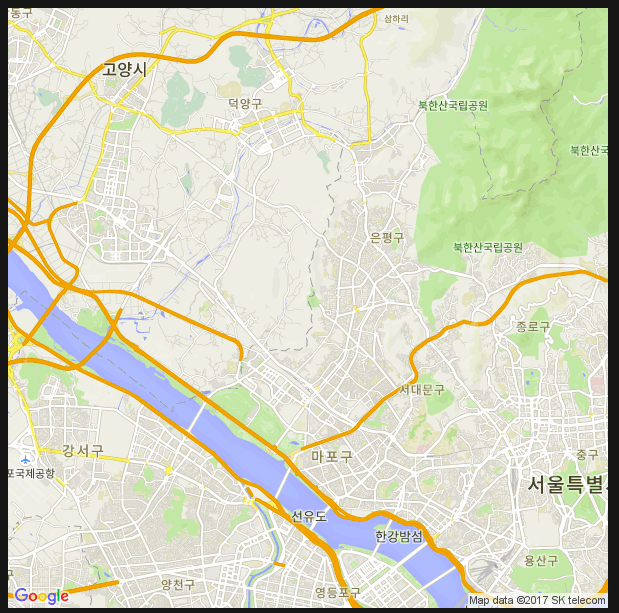 동구
삼하리
고양시
덕양구
북한산국립공원
북한산국
은평구
북한산국립공원
종로구
서대문구
강서구
마포구
중구
포국제공항
서울특별시
선유도
한강밤섬
용산구
양천구
영등포구
Google
Map data ©2017 SK telecom